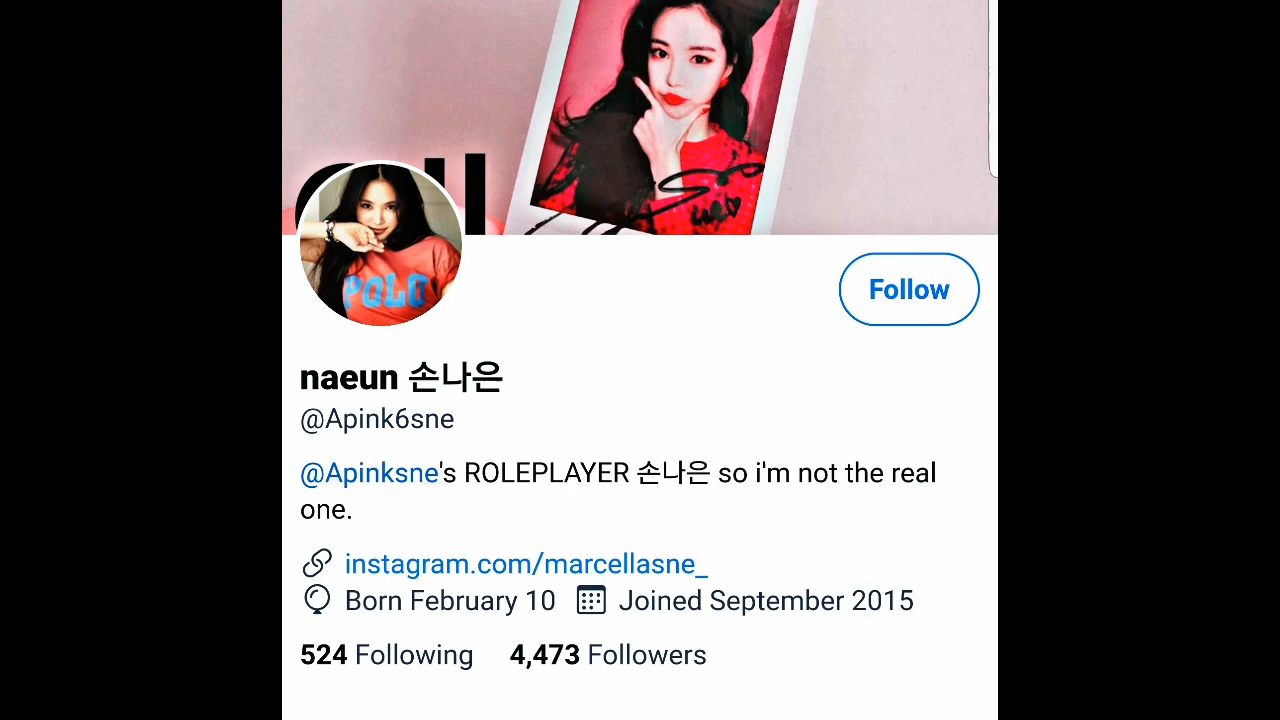 POLO
Follow
naeun 손나은
@Apink6sne
@Apinksne's ROLEPLAYER 손나은 so i'm not the real
one.
instagram.com/marcellasne_
Born February 10 Joined September 2015
524 Following 4,473 Followers